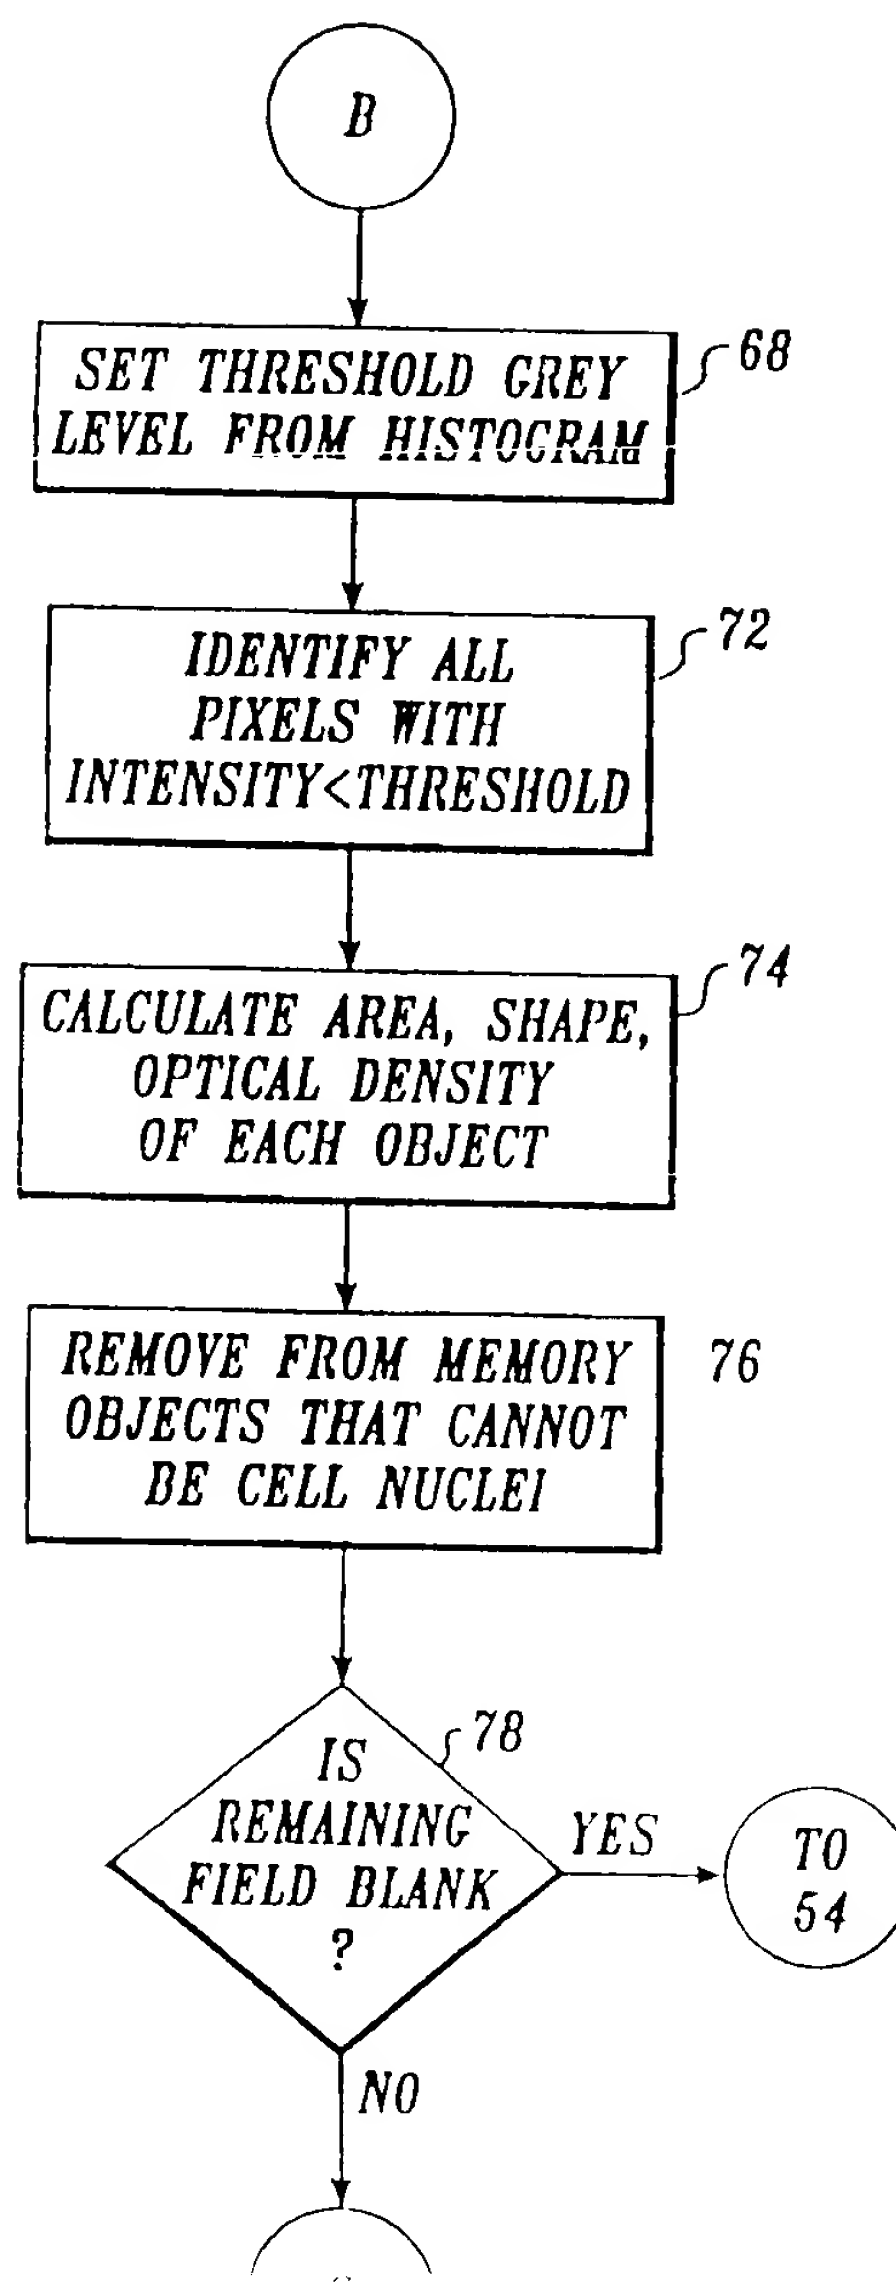 B
SET THRESHOLD GREY
LEVEL FROM HISTOGRAM
68
IDENTIFY ALL
PIXELS WITH
INTENSITY<THRESHOLD
72
CALCULATE AREA, SHAPE,
OPTICAL DENSITY
OF EACH OBJECT
74
REMOVE FROM MEMORY
OBJECTS THAT CANNOT
BE CELL NUCLEI
76
IS
REMAINING
FIELD BLANK
?
78
YES
TO
54
NO